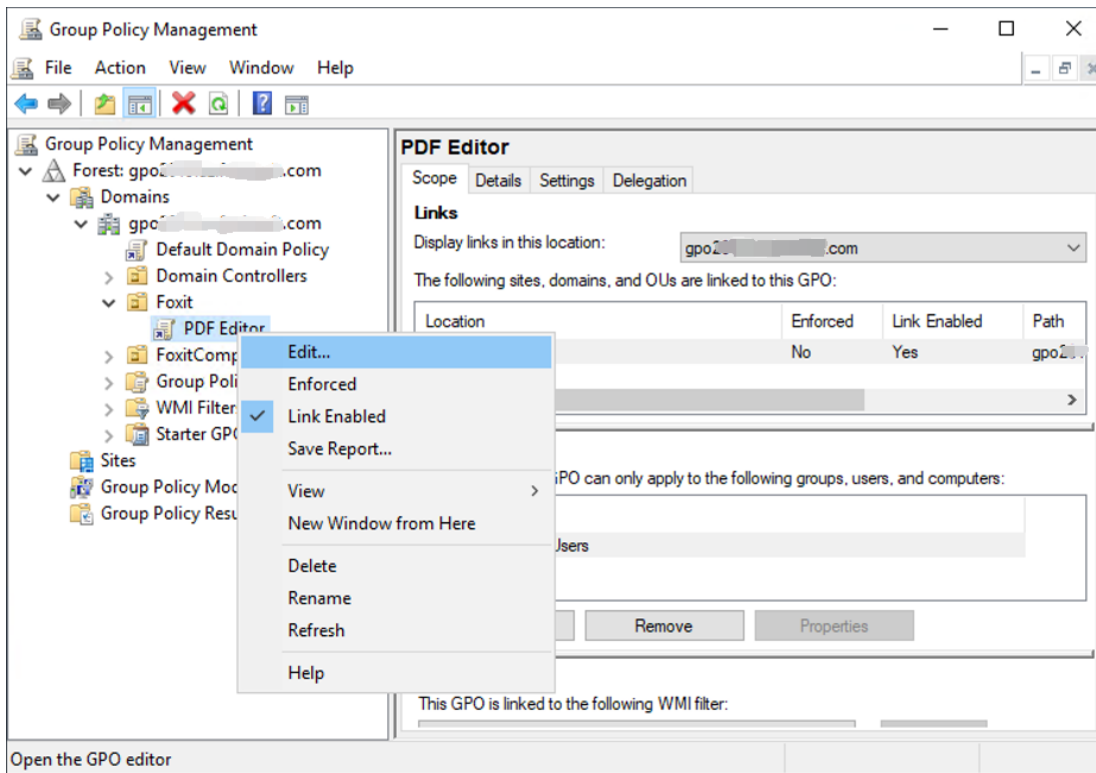 Group Policy Management
File Action View Window Help
Group Policy Management
Forest: gpo .com
Domains
gpo .com
Default Domain Policy
Domain Controllers
Foxit
PDF Editor
FoxitComp
Group Poli
WMI Filter
Starter GPO
Sites
Group Policy Mod
Group Policy Resu
Edit...
Enforced
Link Enabled
Save Report...
View
New Window from Here
Delete
Rename
Refresh
Help
PDF Editor
Scope Details Settings Delegation
Links
Display links in this location: gpo2 .com
The following sites, domains, and OUs are linked to this GPO:
Location Enforced Link Enabled Path
No Yes gpo2
GPO can only apply to the following groups, users, and computers:
Users
Remove Properties
This GPO is linked to the following WMI filter:
Open the GPO editor